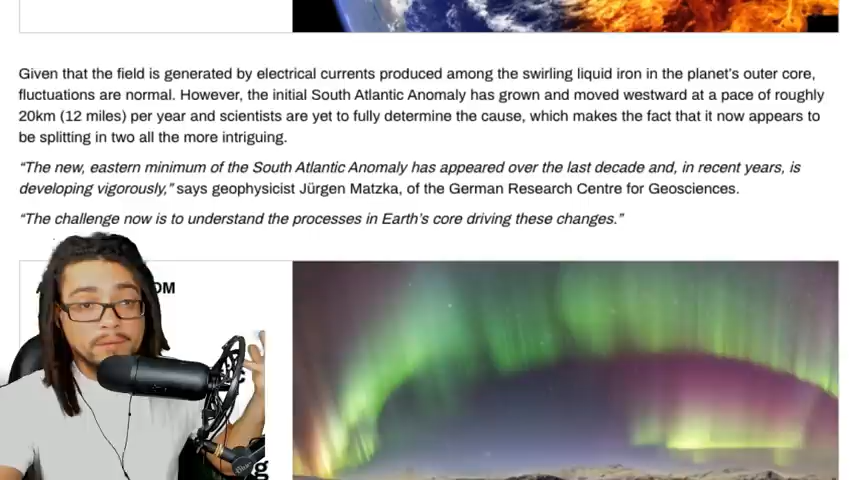 Given that the field is generated by electrical currents produced among the swirling liquid iron in the planet's outer core,
fluctuations are normal. However, the initial South Atlantic Anomaly has grown and moved westward at a pace of roughly
20km (12 miles) per year and scientists are yet to fully determine the cause, which makes the fact that it now appears to
be splitting in two all the more intriguing.
“The new, eastern minimum of the South Atlantic Anomaly has appeared over the last decade and, in recent years, is
developing vigorously,” says geophysicist Jürgen Matzka, of the German Research Centre for Geosciences.
“The challenge now is to understand the processes in Earth’s core driving these changes.”